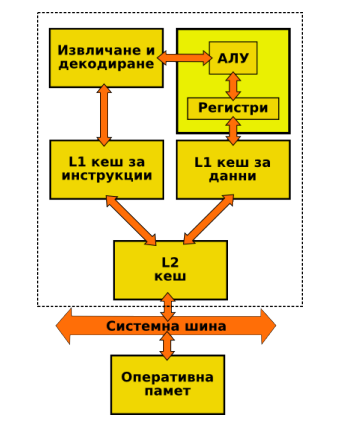 Извличане и
декодиране
АЛУ
Регистри
L1 кеш за
инструкции
L1 кеш за
данни
L2
кеш
Системна шина
Оперативна
памет